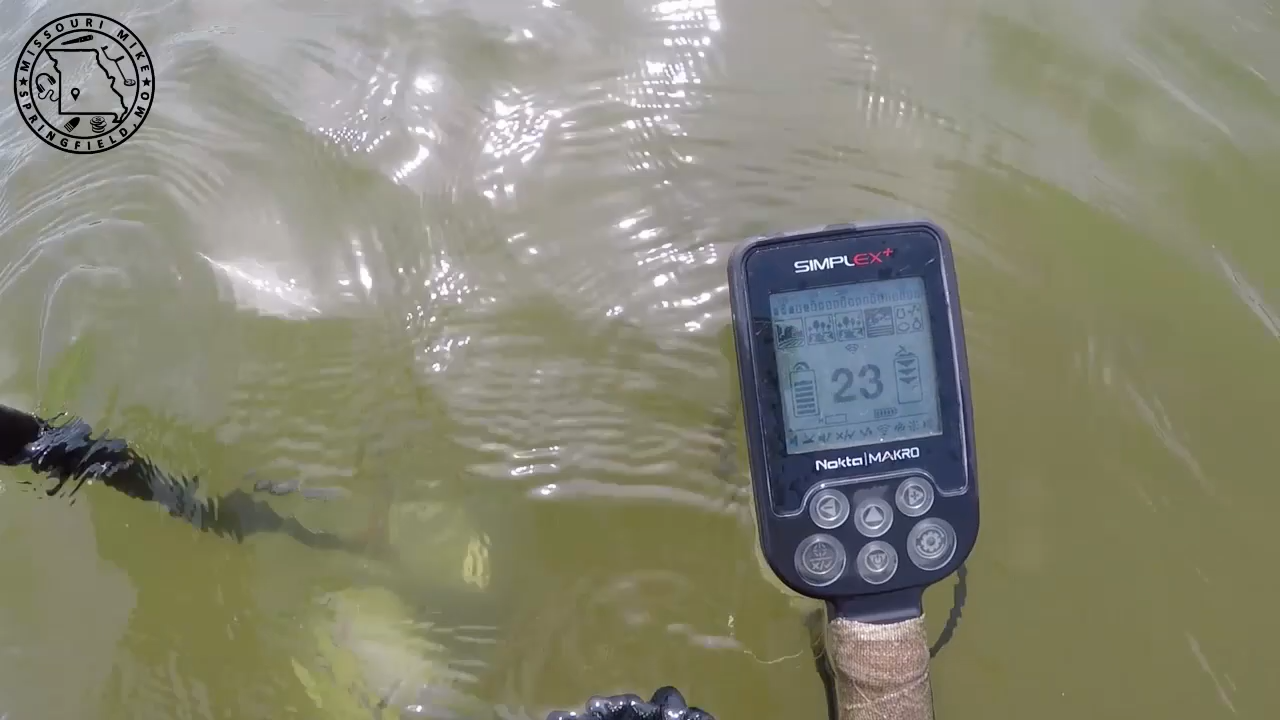 MISSOURI MIKE
SPRINGFIELD, MO
SIMPLEX+
23
Nokta|MAKRO